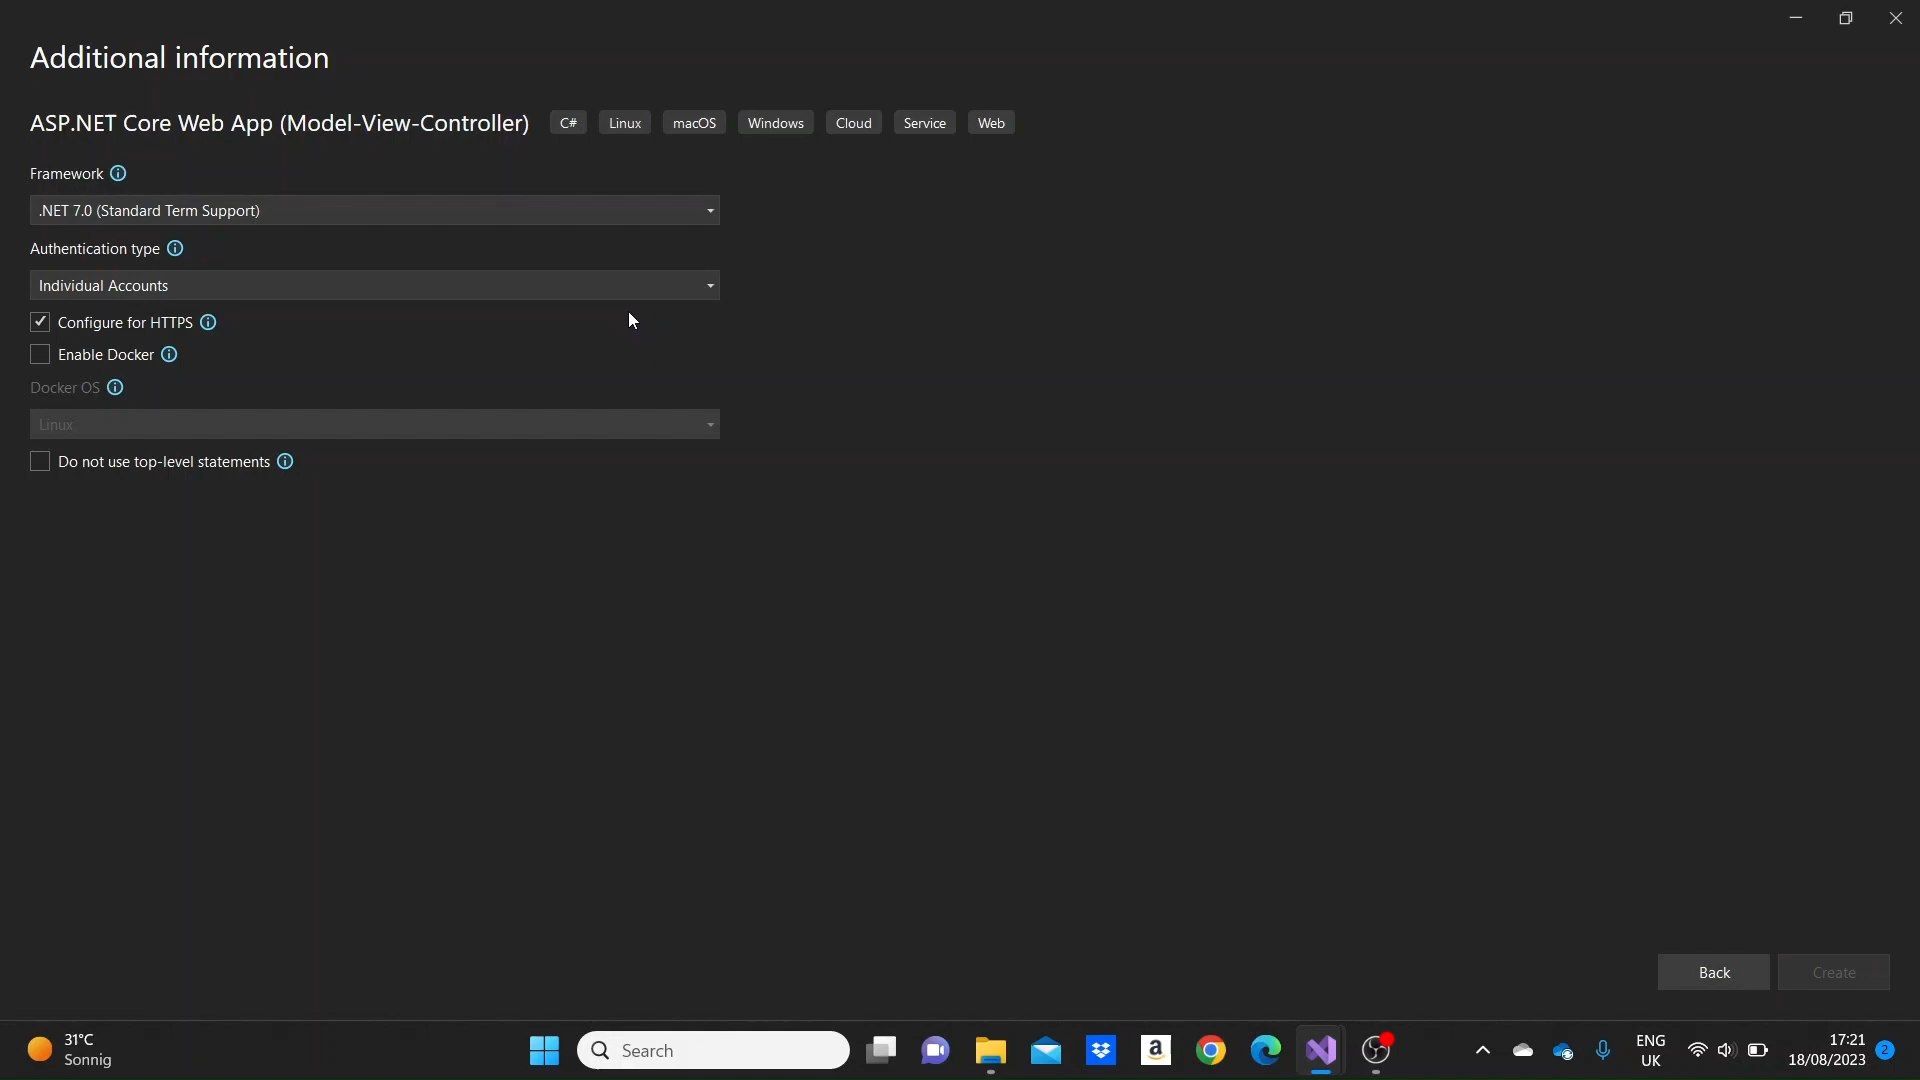 Additional information
ASP.NET Core Web App (Model-View-Controller) C# Linux macOS Windows Cloud Service Web
Framework
.NET 7.0 (Standard Term Support)
Authentication type
Individual Accounts
Configure for HTTPS
Enable Docker
Docker OS
Linux
Do not use top-level statements
Back Create
31°C
Sonnig
Search
a
ENG
UK
17:21
18/08/2023
2